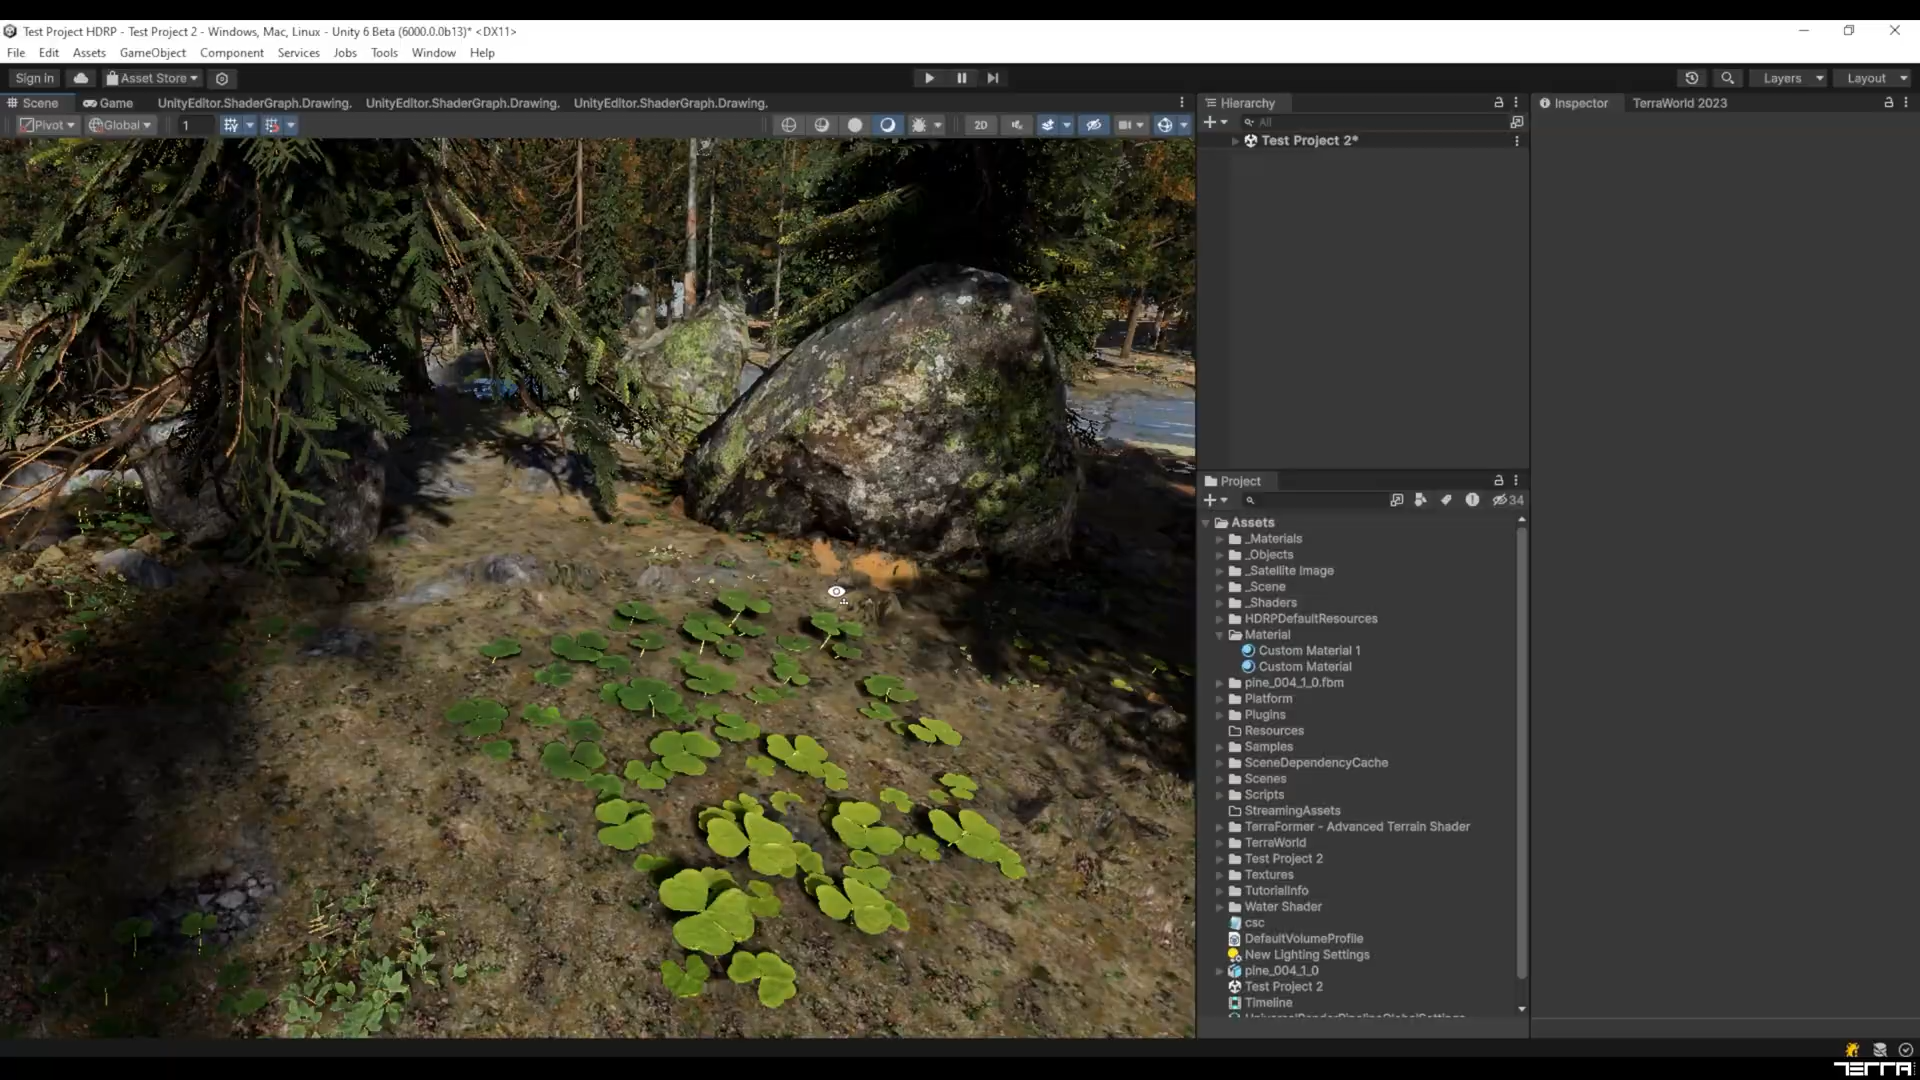 Test Project HDRP - Test Project 2 - Windows, Mac, Linux - Unity 6 Beta (6000.0.0b13)* <DX11>
File Edit Assets GameObject Component Services Jobs Tools Window Help
Sign in Asset Store Layers Layout
Scene Game UnityEditor.ShaderGraph.Drawing. UnityEditor.ShaderGraph.Drawing. UnityEditor.ShaderGraph.Drawing.
Pivot Global 1 2D
Hierarchy
All
Test Project 2*
Inspector TerraWorld 2023
Project
34
Assets
_Materials
_Objects
_Satellite Image
_Scene
_Shaders
HDRPDefaultResources
Material
Custom Material 1
Custom Material
pine_004_1_0.fbm
Platform
Plugins
Resources
Samples
SceneDependencyCache
Scenes
Scripts
StreamingAssets
TerraFormer - Advanced Terrain Shader
TerraWorld
Test Project 2
Textures
TutorialInfo
Water Shader
csc
DefaultVolumeProfile
New Lighting Settings
pine_004_1_0
Test Project 2
Timeline
UniversalRenderPipelineGlobalSettings
TERRA